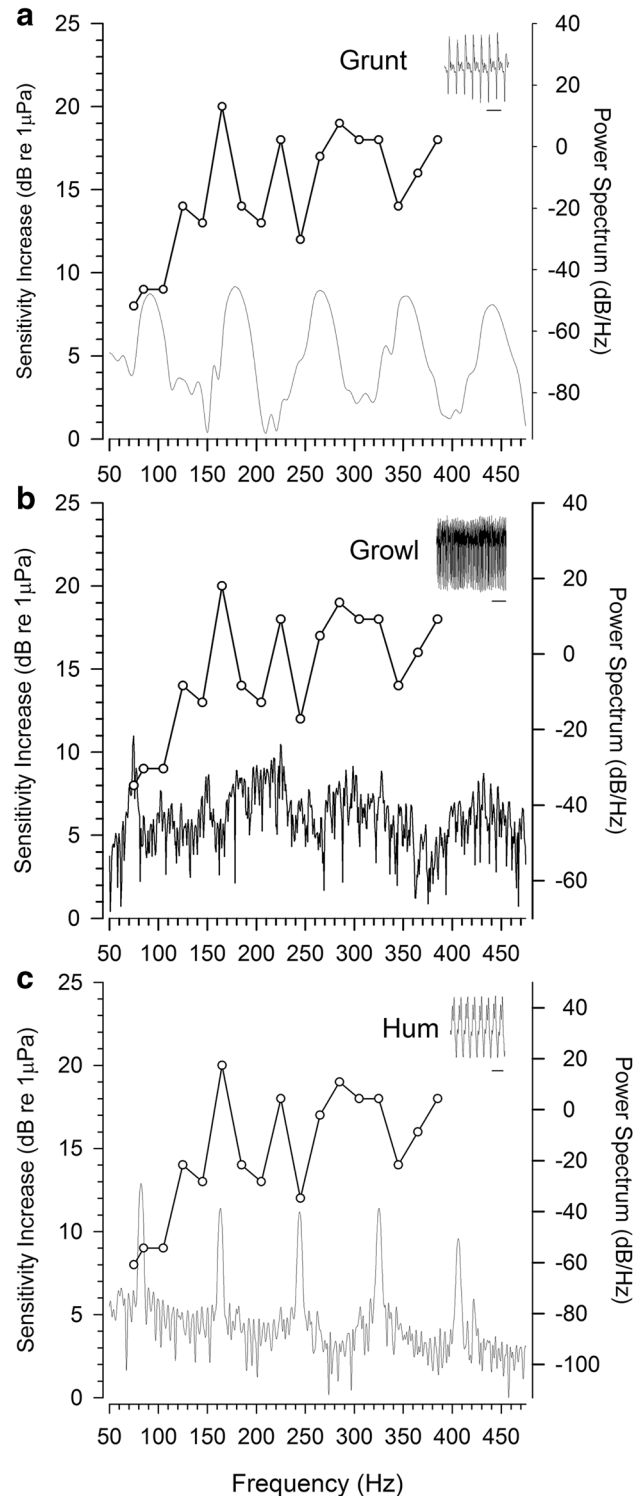 a
25
20
15
10
5
0
Sensitivity Increase (dB re 1μPa)
Grunt
40
20
0
-20
-40
-60
-80
Power Spectrum (dB/Hz)
50 100 150 200 250 300 350 400 450
b
25
20
15
10
5
0
Sensitivity Increase (dB re 1μPa)
Growl
40
20
0
-20
-40
-60
Power Spectrum (dB/Hz)
50 100 150 200 250 300 350 400 450
c
25
20
15
10
5
0
Sensitivity Increase (dB re 1μPa)
Hum
40
20
0
-20
-40
-60
-80
-100
Power Spectrum (dB/Hz)
50 100 150 200 250 300 350 400 450
Frequency (Hz)